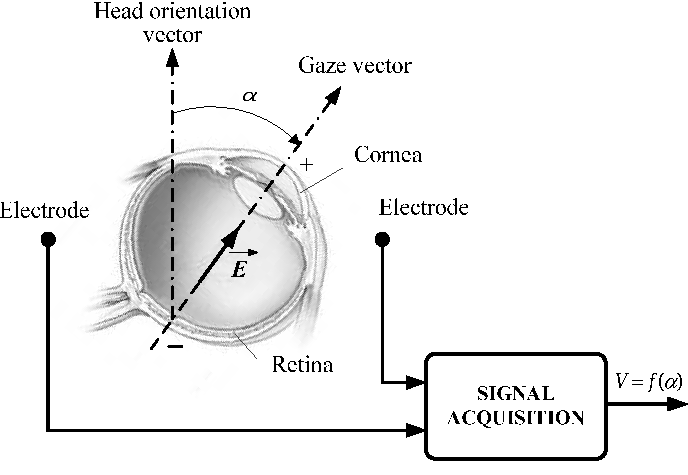 Head orientation
vector
Gaze vector
α
+
Cornea
Electrode
Electrode
E
−
Retina
SIGNAL
ACQUISITION
V = f(α)